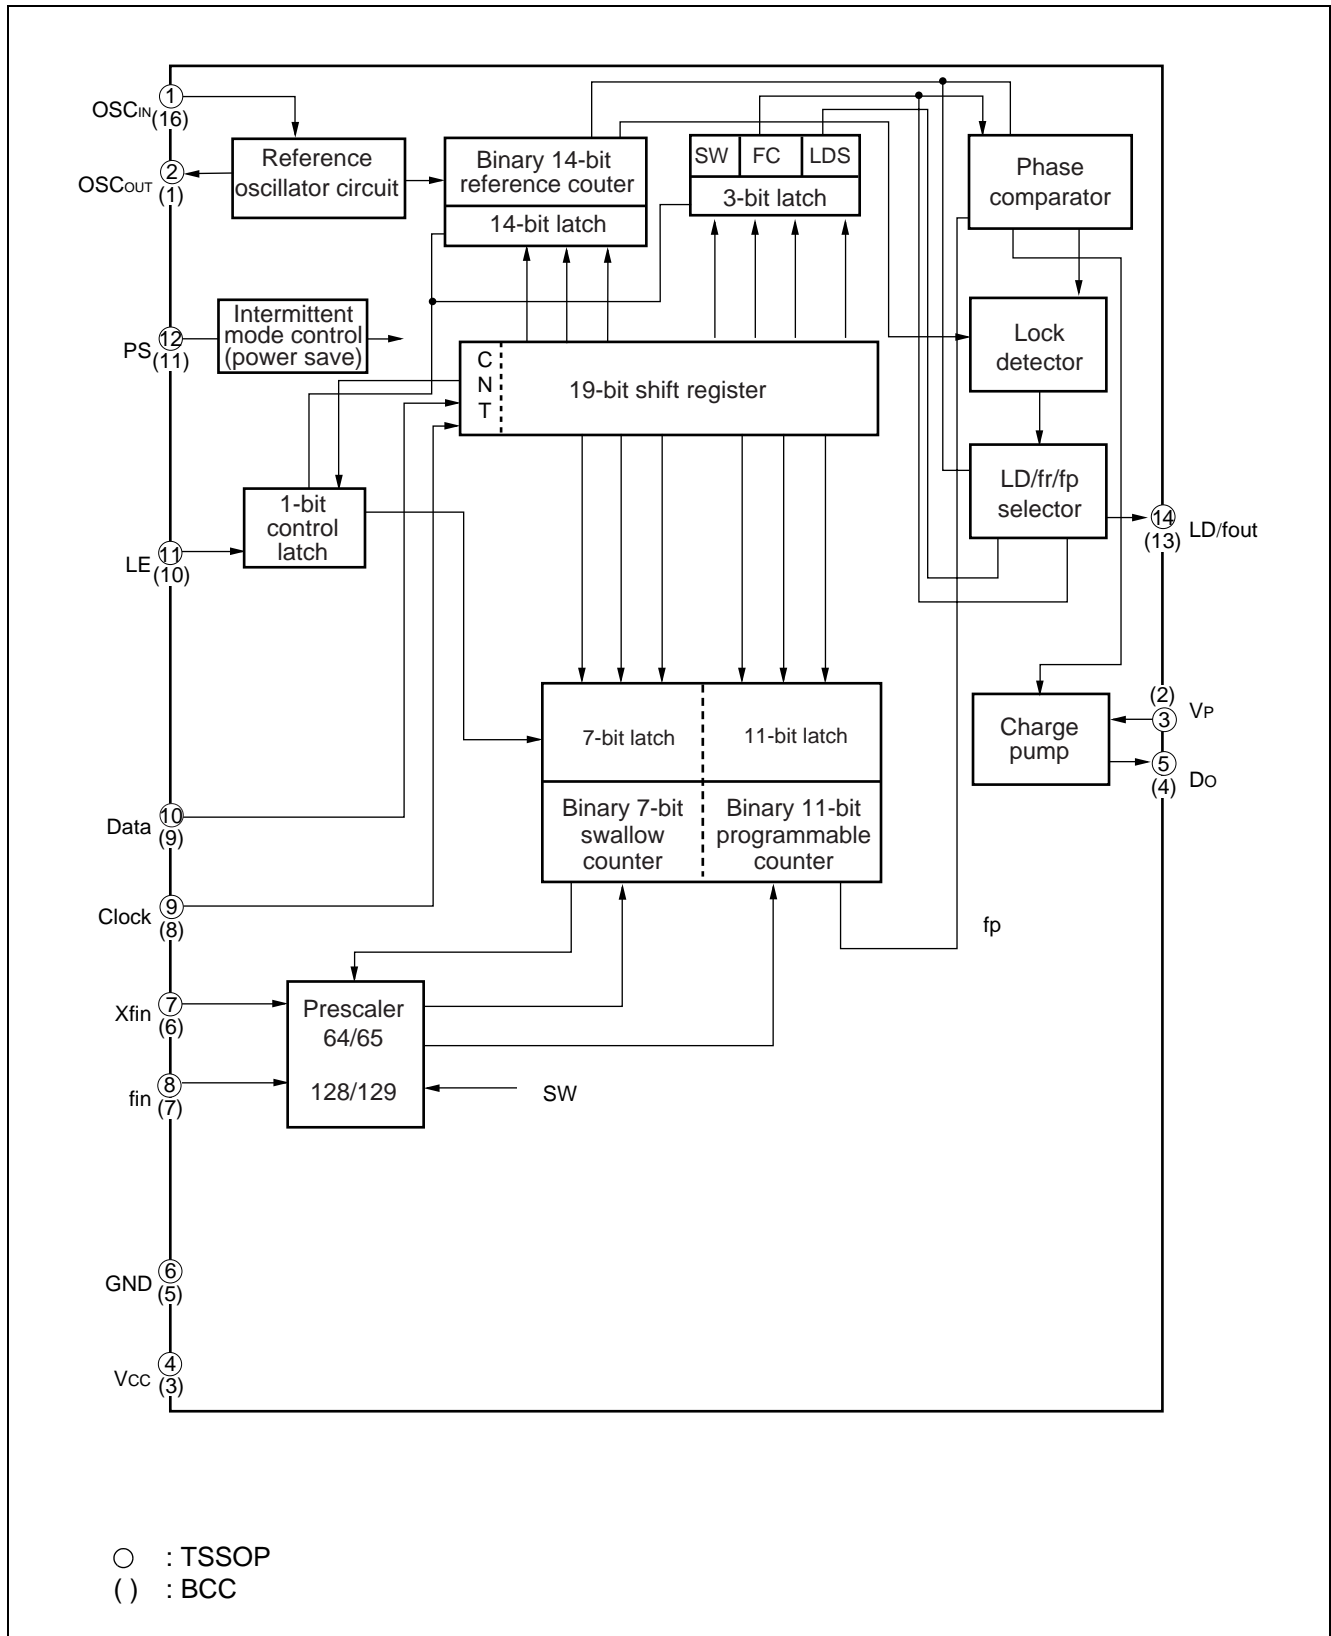 1
OSCIN
(16)
2
OSCOUT
(1)
Reference
oscillator circuit
Binary 14-bit
reference couter
14-bit latch
SW FC LDS
3-bit latch
Phase
comparator
Intermittent
mode control
(power save)
12
PS
(11)
C
N
T
19-bit shift register
Lock
detector
LD/fr/fp
selector
14
LD/fout
(13)
1-bit
control
latch
11
LE
(10)
7-bit latch
11-bit latch
Binary 7-bit
swallow
counter
Binary 11-bit
programmable
counter
Charge
pump
(2)
VP
3
5
DO
(4)
10
Data
(9)
9
Clock
(8)
fp
7
Xfin
(6)
8
fin
(7)
Prescaler
64/65
128/129
SW
6
GND
(5)
4
VCC
(3)
○ : TSSOP
( ) : BCC